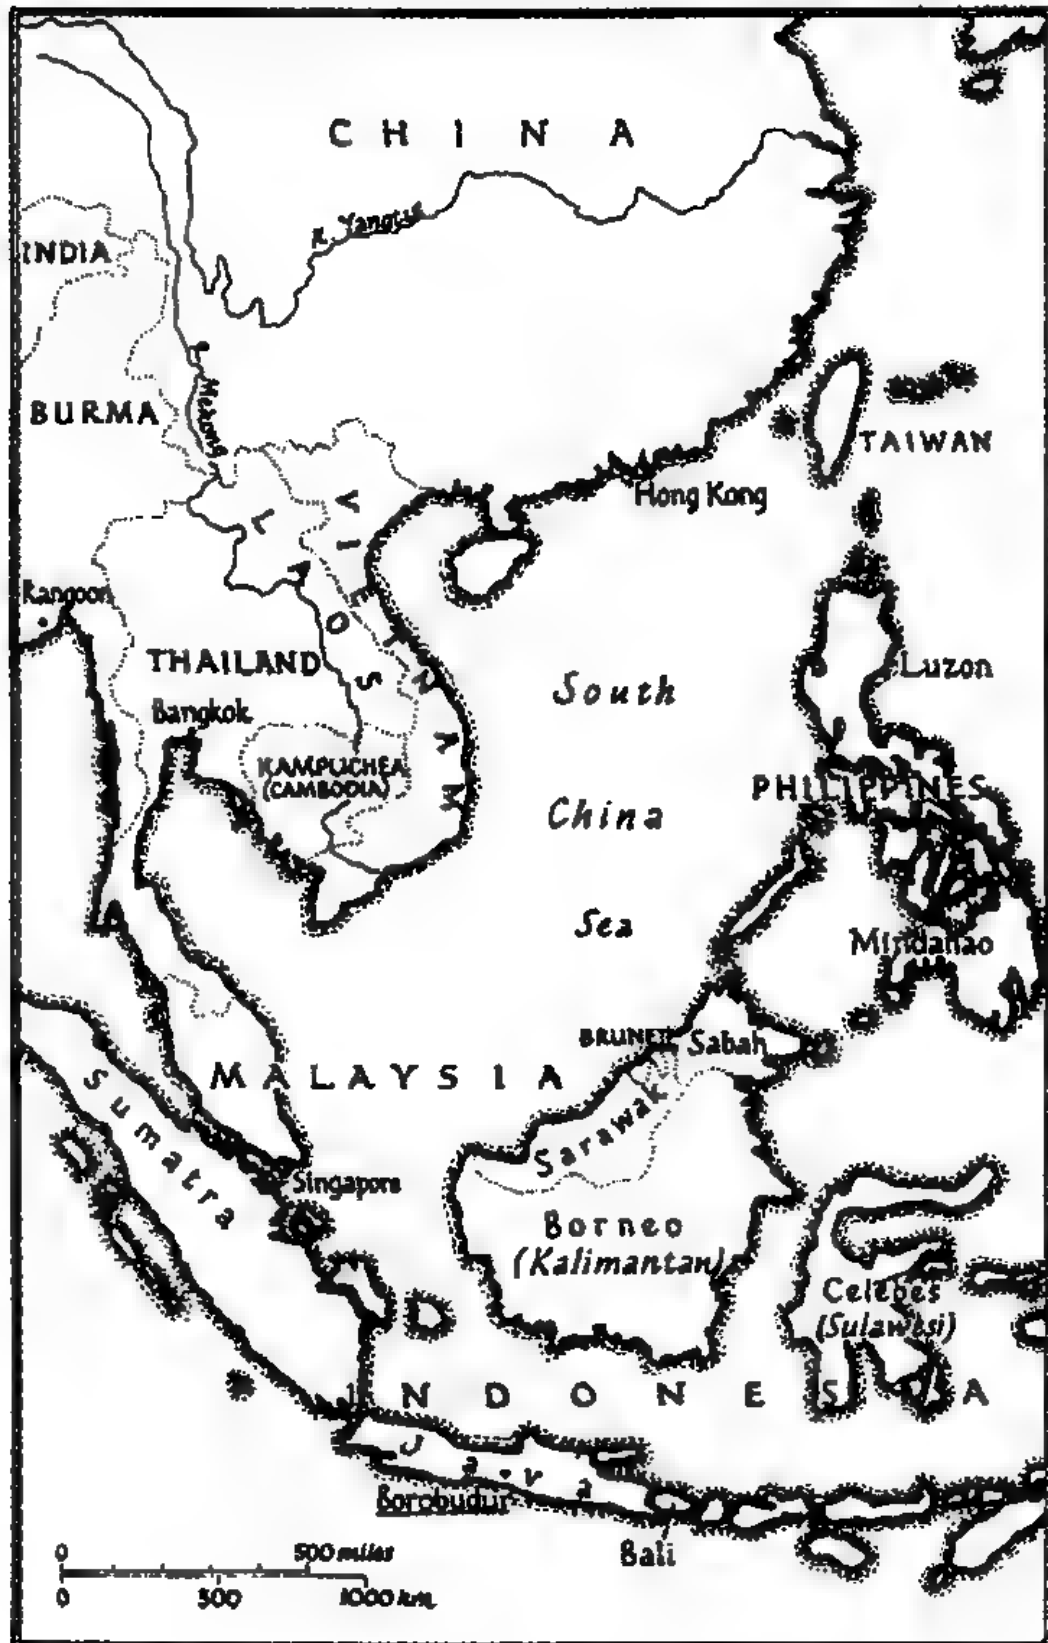 CHINA
R. Yangtse
INDIA
R. Mekong
BURMA
TAIWAN
Hong Kong
VIETNAM
LAOS
Rangoon
THAILAND
Luzon
South
Bangkok
KAMPUCHEA
(CAMBODIA)
PHILIPPINES
China
Sea
Mindanao
BRUNEI
Sabah
MALAYSIA
Sumatra
Sarawak
Singapore
Borneo
(Kalimantan)
Celebes
(Sulawesi)
INDONESIA
Java
Borobudur
Bali
0 500 miles
0 500 1000 km.